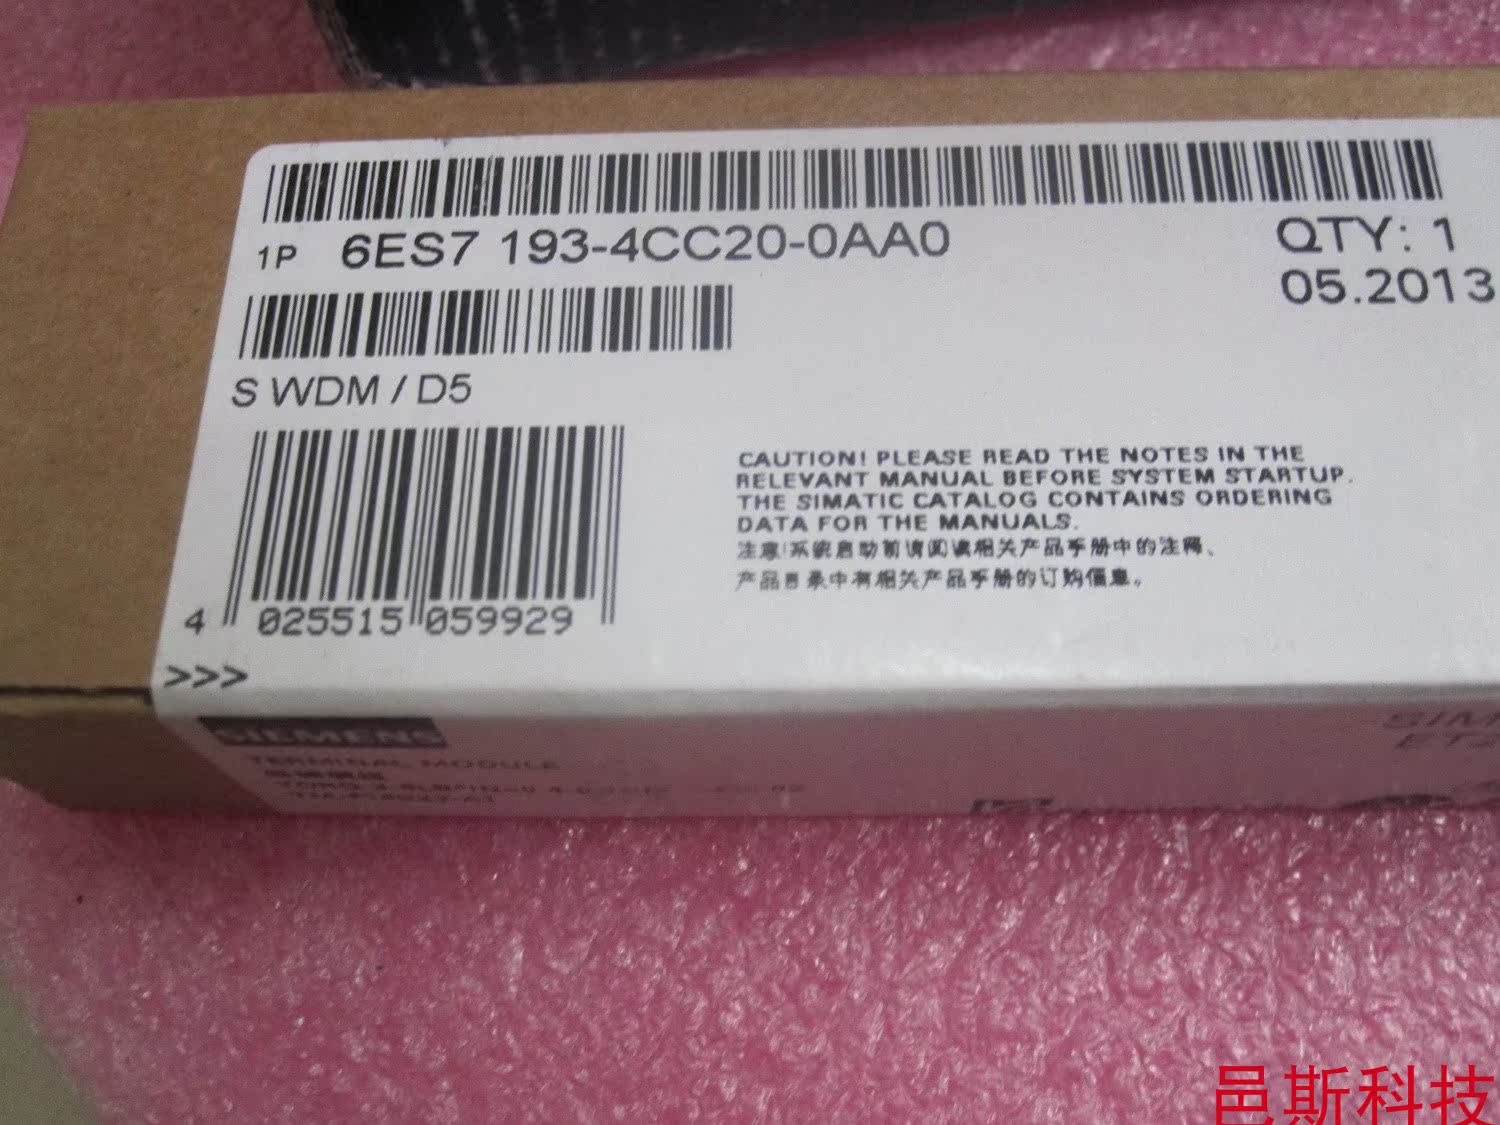 1P 6ES7 193-4CC20-0AA0
QTY: 1
05.2013
S WDM / D5
CAUTION! PLEASE READ THE NOTES IN THE
RELEVANT MANUAL BEFORE SYSTEM STARTUP.
THE SIMATIC CATALOG CONTAINS ORDERING
DATA FOR THE MANUALS.
注意!系统启动前请阅读相关产品手册中的注释、
产品目录中有相关产品手册的订购信息。
4 025515 059929
>>>
SIEMENS
TERMINAL MODULE
SIM
ET2
邑斯科技